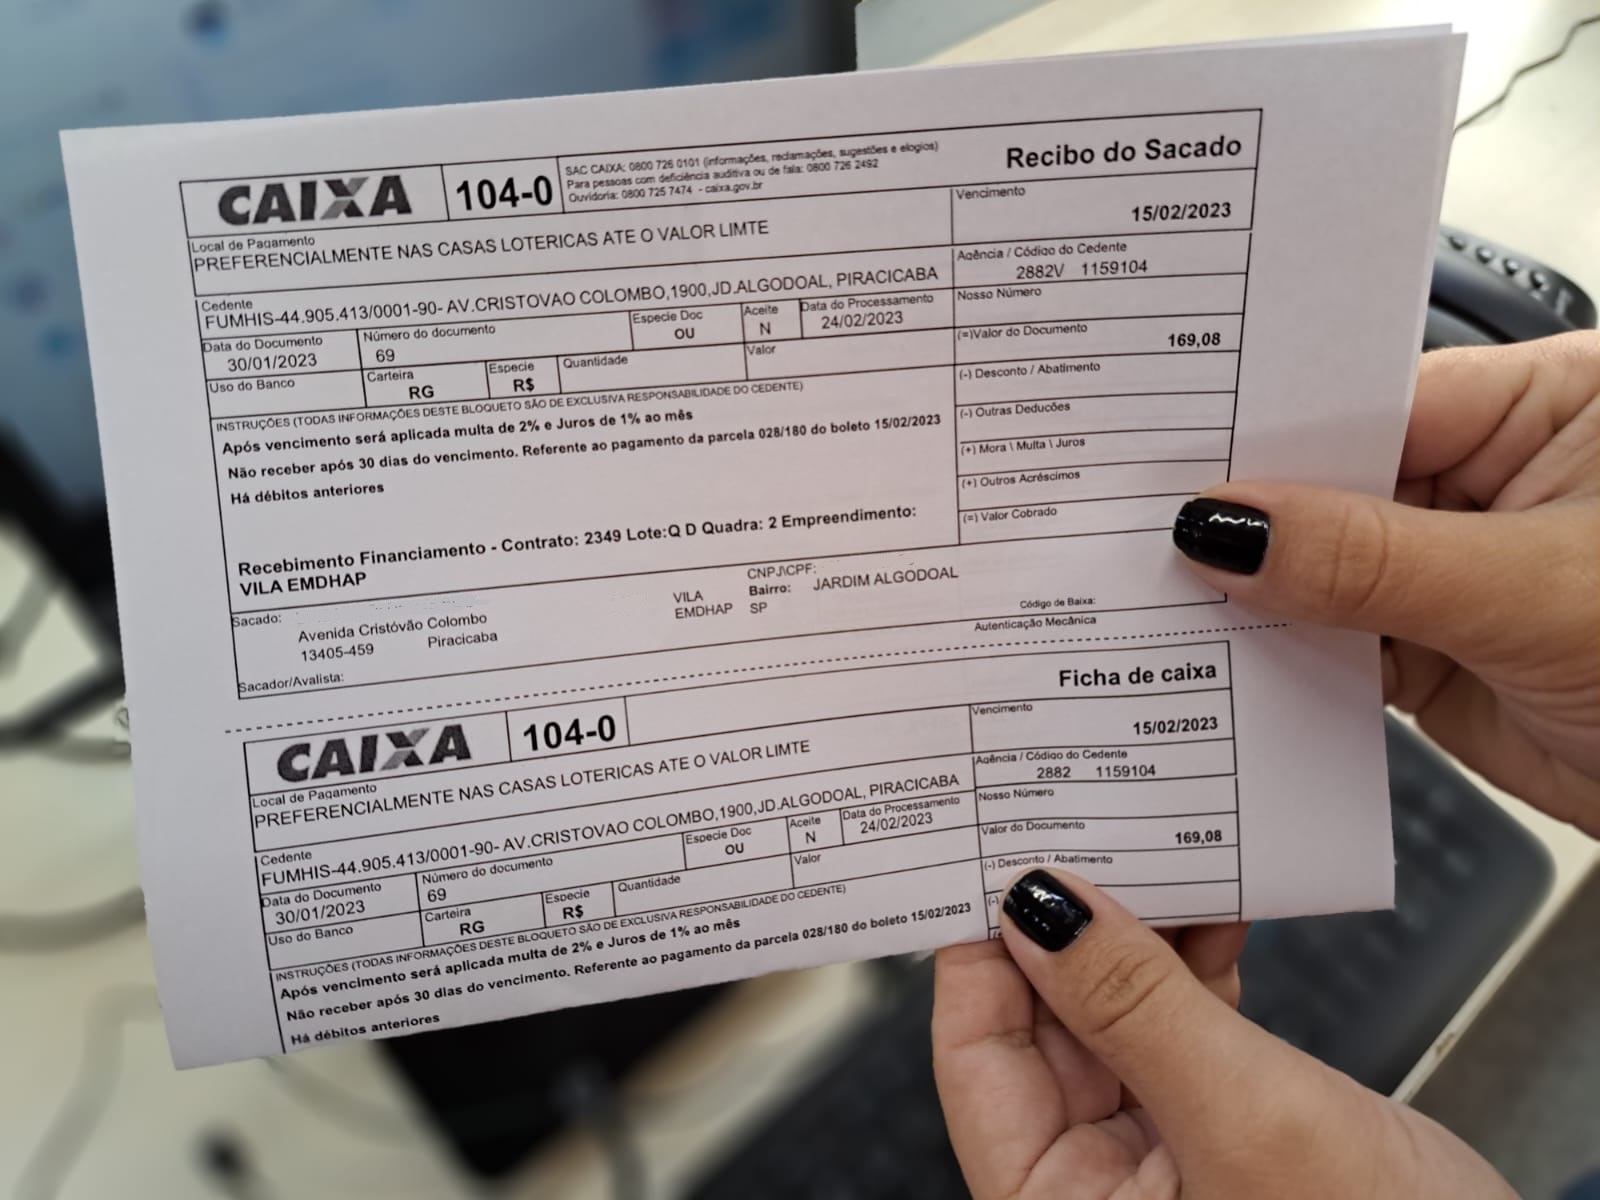 CAIXA 104-0
SAC CAIXA: 0800 726 0101 (informações, reclamações, sugestões e elogios)
Para pessoas com deficiência auditiva ou de fala: 0800 726 2492
Ouvidoria: 0800 725 7474 - caixa.gov.br
Recibo do Sacado
Local de Pagamento
PREFERENCIALMENTE NAS CASAS LOTERICAS ATE O VALOR LIMTE
Vencimento
15/02/2023
Cedente
FUMHIS-44.905.413/0001-90- AV.CRISTOVAO COLOMBO,1900,JD.ALGODOAL, PIRACICABA
Agência / Código do Cedente
2882V 1159104
Data do Documento
30/01/2023
Número do documento
69
Especie Doc
OU
Aceite
N
Data do Processamento
24/02/2023
Nosso Número
Uso do Banco
Carteira
RG
Especie
R$
Quantidade
Valor
(=)Valor do Documento
169,08
INSTRUÇÕES (TODAS INFORMAÇÕES DESTE BLOQUETO SÃO DE EXCLUSIVA RESPONSABILIDADE DO CEDENTE)
Após vencimento será aplicada multa de 2% e Juros de 1% ao mês
Não receber após 30 dias do vencimento. Referente ao pagamento da parcela 028/180 do boleto 15/02/2023
Há débitos anteriores
(-) Desconto / Abatimento
(-) Outras Deducões
(+) Mora \ Multa \ Juros
(+) Outros Acréscimos
(=) Valor Cobrado
Recebimento Financiamento - Contrato: 2349 Lote:Q D Quadra: 2 Empreendimento:
VILA EMDHAP
Sacado:
Avenida Cristóvão Colombo
13405-459 Piracicaba
VILA
EMDHAP
CNPJ\CPF:
Bairro: JARDIM ALGODOAL
SP
Código de Baixa:
Sacador/Avalista:
Autenticação Mecânica
CAIXA 104-0
Ficha de caixa
Local de Pagamento
PREFERENCIALMENTE NAS CASAS LOTERICAS ATE O VALOR LIMTE
Vencimento
15/02/2023
Cedente
FUMHIS-44.905.413/0001-90- AV.CRISTOVAO COLOMBO,1900,JD.ALGODOAL, PIRACICABA
Agência / Código do Cedente
2882 1159104
Data do Documento
30/01/2023
Número do documento
69
Especie Doc
OU
Aceite
N
Data do Processamento
24/02/2023
Nosso Número
Uso do Banco
Carteira
RG
Especie
R$
Quantidade
Valor
Valor do Documento
169,08
INSTRUÇÕES (TODAS INFORMAÇÕES DESTE BLOQUETO SÃO DE EXCLUSIVA RESPONSABILIDADE DO CEDENTE)
Após vencimento será aplicada multa de 2% e Juros de 1% ao mês
Não receber após 30 dias do vencimento. Referente ao pagamento da parcela 028/180 do boleto 15/02/2023
Há débitos anteriores
(-) Desconto / Abatimento
(-)